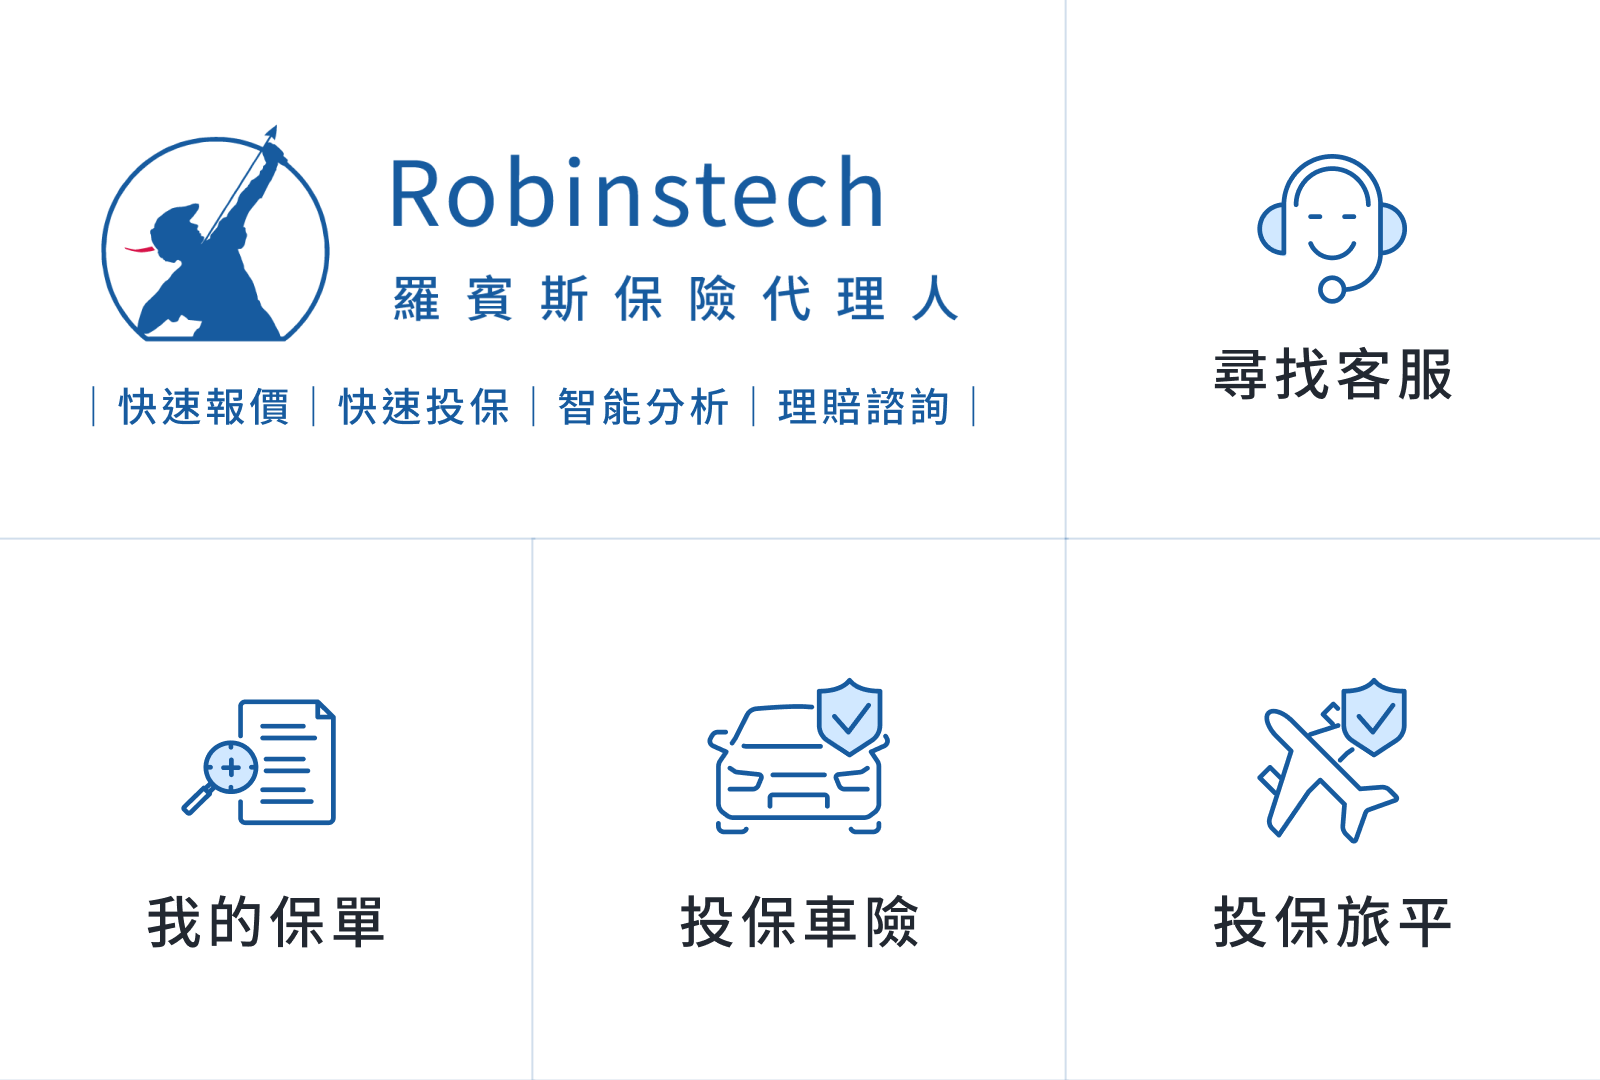 Robinstech
羅賓斯保險代理人
｜快速報價｜快速投保｜智能分析｜理賠諮詢｜
尋找客服
我的保單
投保車險
投保旅平